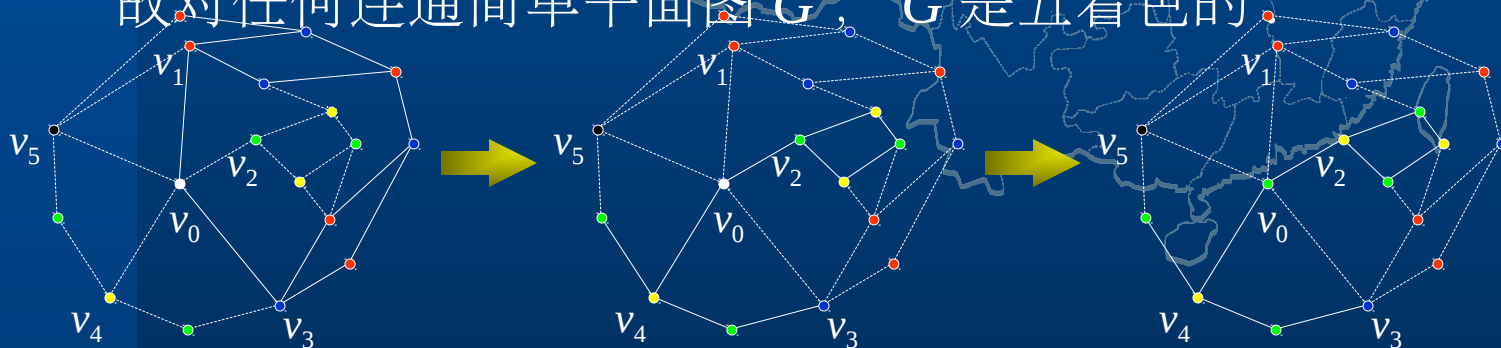 故对任何连通简单平面图 G , G 是五着色的
v1 v1 v1
v5 v2 v5 v2 v5 v2
v0 v0 v0
v4 v3 v4 v3 v4 v3